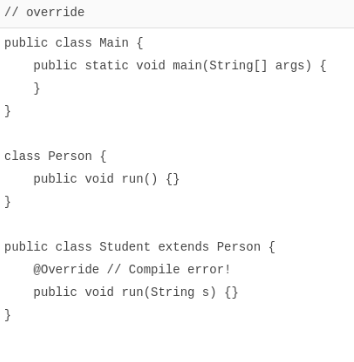 // override
public class Main {
    public static void main(String[] args) {
    }
}

class Person {
    public void run() {}
}

public class Student extends Person {
    @Override // Compile error!
    public void run(String s) {}
}